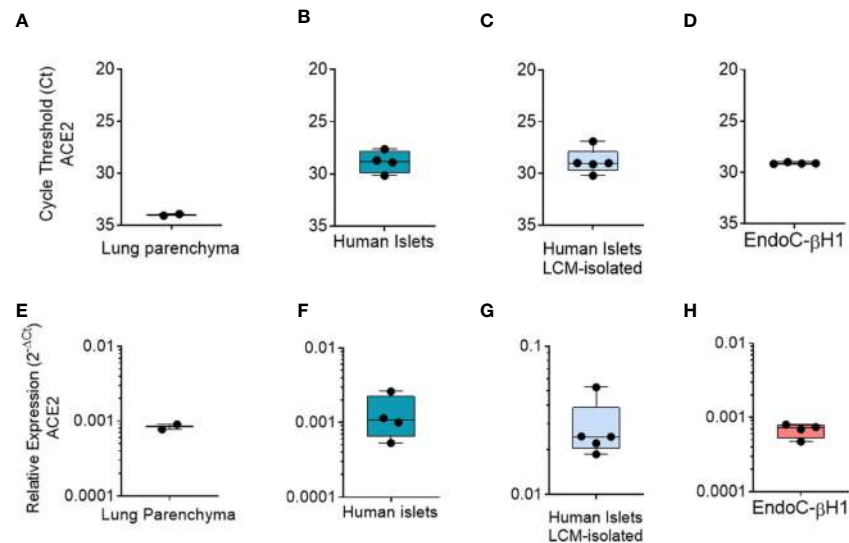 A
B
C
D
Cycle Threshold (Ct)
ACE2
20
25
30
35
Lung parenchyma
20
25
30
35
Human Islets
20
25
30
35
Human Islets
LCM-isolated
20
25
30
35
EndoC-βH1
E
F
G
H
Relative Expression (2^-ΔCt)
ACE2
0.01
0.001
0.0001
Lung Parenchyma
0.01
0.001
0.0001
Human islets
0.1
0.01
Human Islets
LCM-isolated
0.01
0.001
0.0001
EndoC-βH1